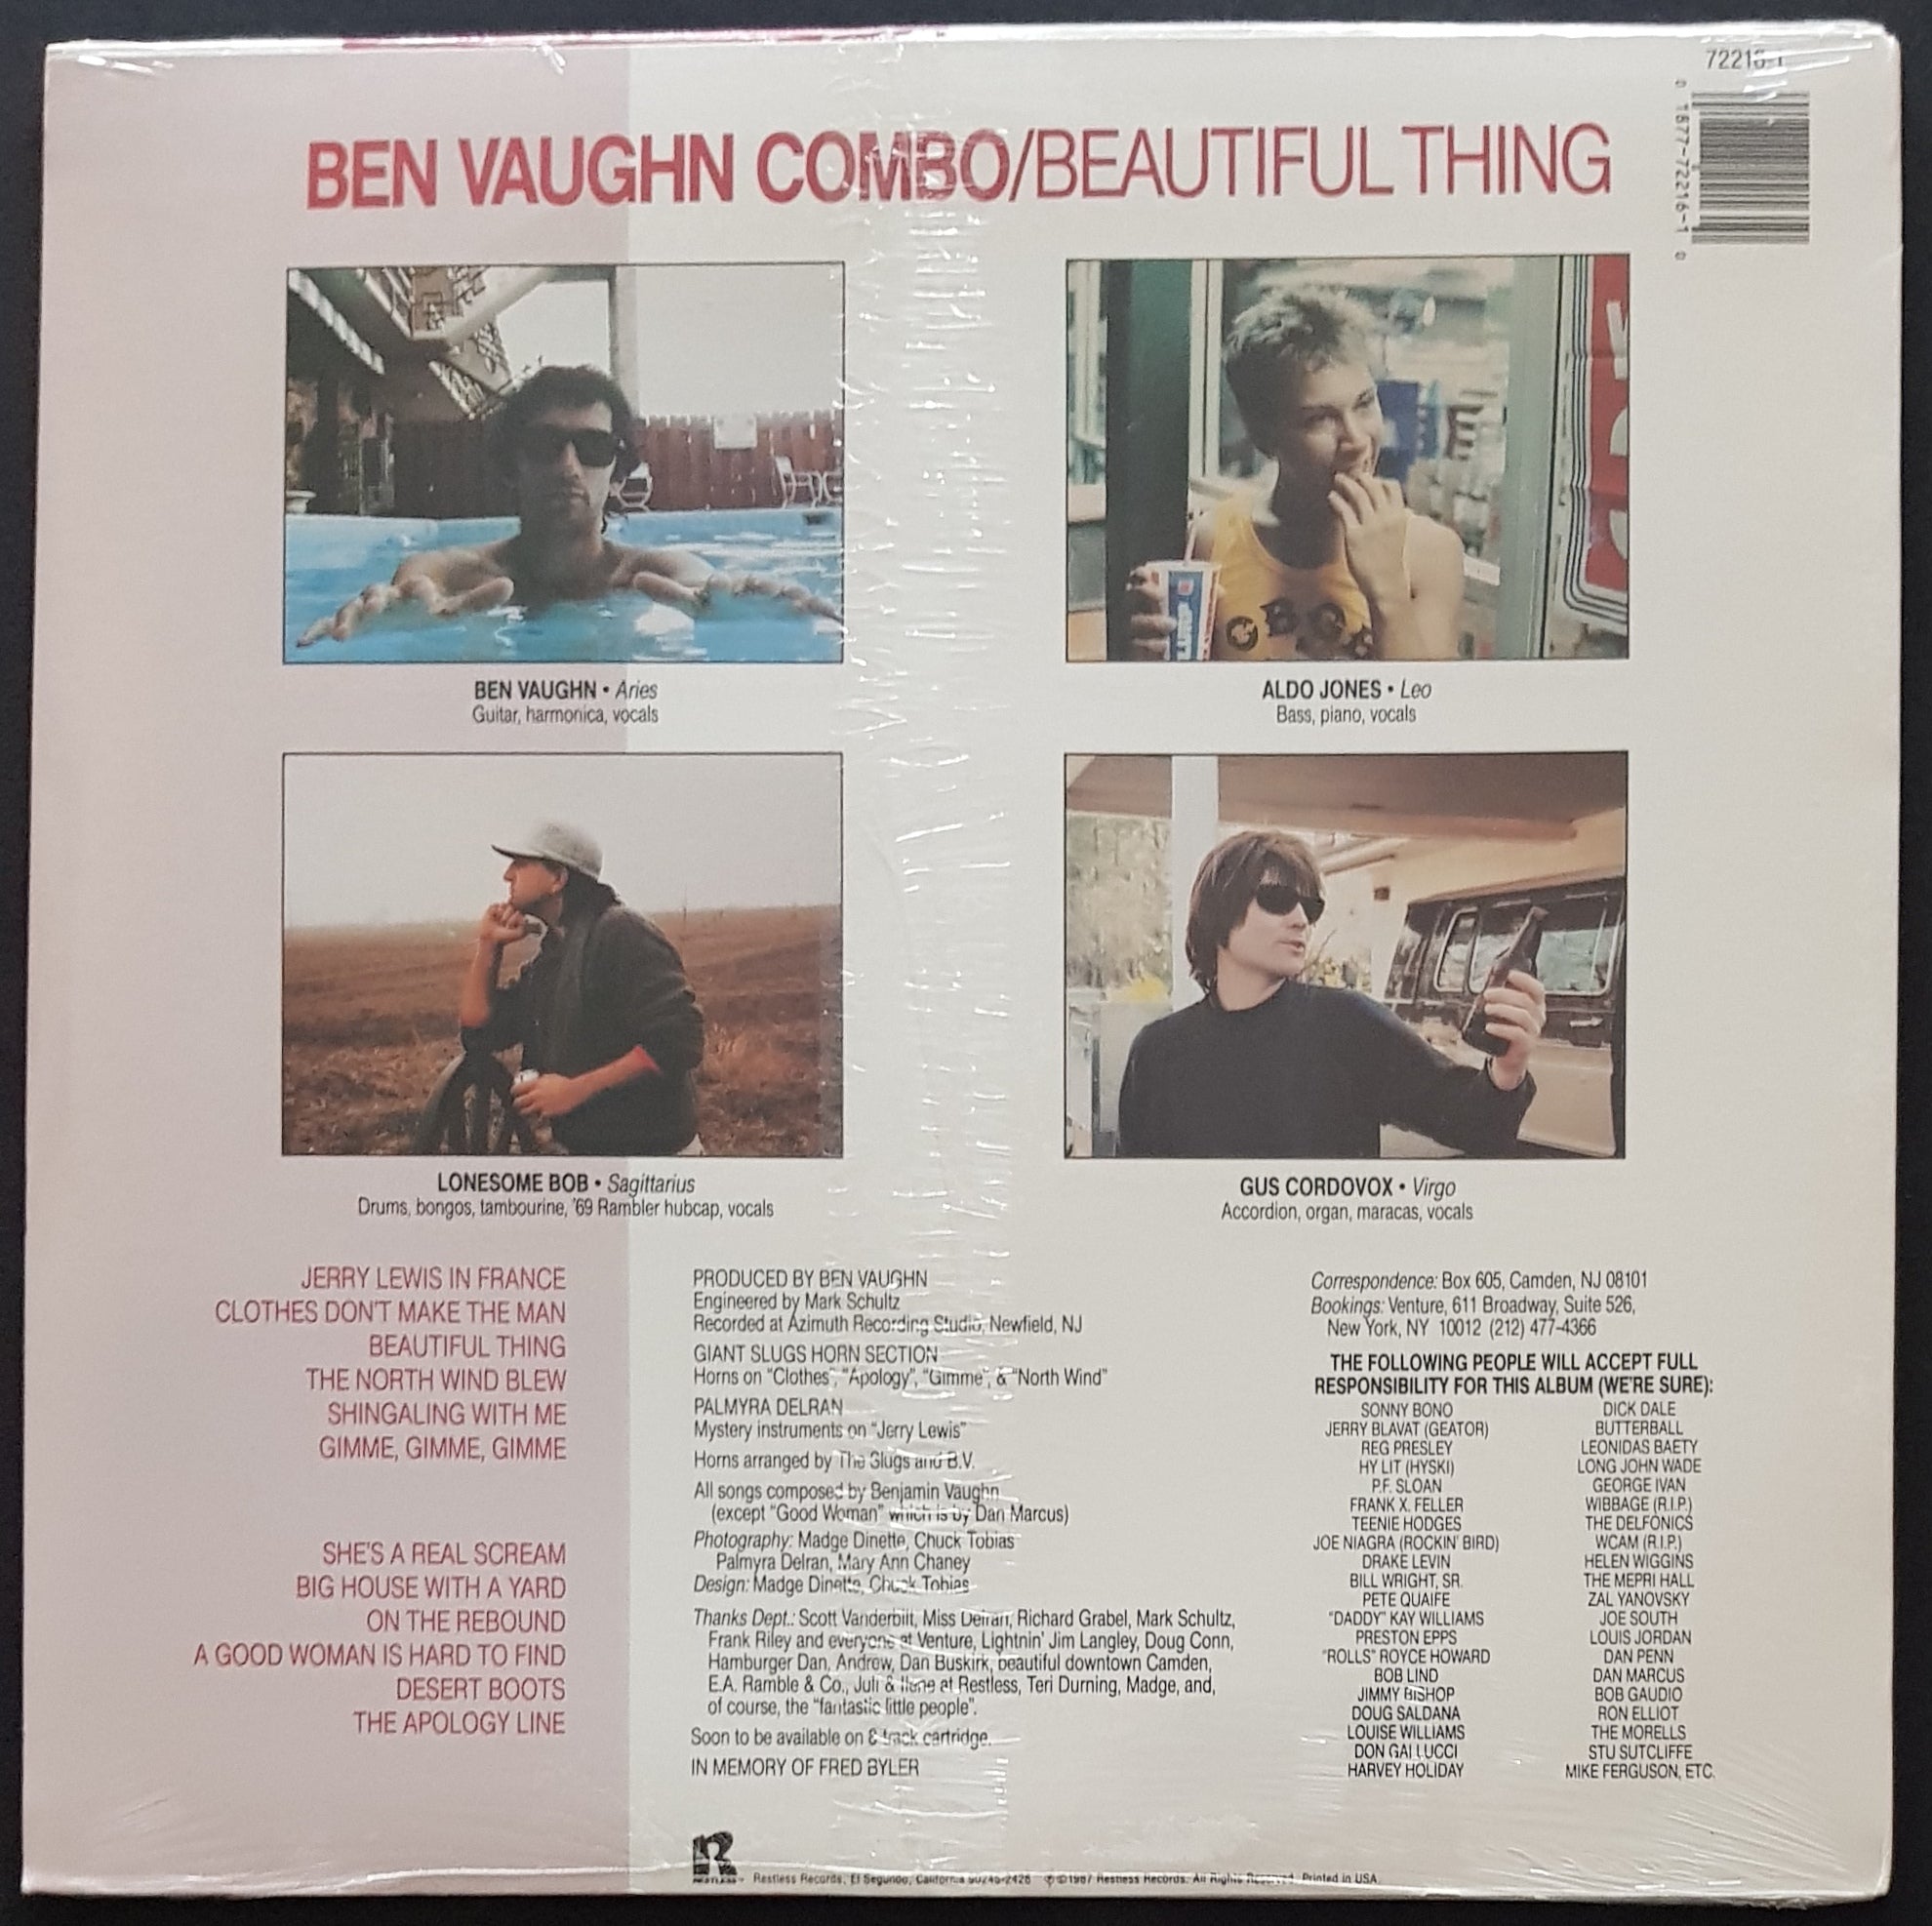 72216-1
0 1877-72216-1 0
BEN VAUGHN COMBO/BEAUTIFUL THING
CBGB
BEN VAUGHN • Aries
Guitar, harmonica, vocals
ALDO JONES • Leo
Bass, piano, vocals
LONESOME BOB • Sagittarius
Drums, bongos, tambourine, '69 Rambler hubcap, vocals
GUS CORDOVOX • Virgo
Accordion, organ, maracas, vocals
JERRY LEWIS IN FRANCE
CLOTHES DON'T MAKE THE MAN
BEAUTIFUL THING
THE NORTH WIND BLEW
SHINGALING WITH ME
GIMME, GIMME, GIMME
SHE'S A REAL SCREAM
BIG HOUSE WITH A YARD
ON THE REBOUND
A GOOD WOMAN IS HARD TO FIND
DESERT BOOTS
THE APOLOGY LINE
PRODUCED BY BEN VAUGHN
Engineered by Mark Schultz
Recorded at Azimuth Recording Studio, Newfield, NJ
GIANT SLUGS HORN SECTION
Horns on "Clothes", "Apology", "Gimme", & "North Wind"
PALMYRA DELRAN
Mystery instruments on "Jerry Lewis"
Horns arranged by The Slugs and B.V.
All songs composed by Benjamin Vaughn
(except "Good Woman" which is by Dan Marcus)
Photography: Madge Dinette, Chuck Tobias
Palmyra Delran, Mary Ann Chaney
Design: Madge Dinette, Chuck Tobias
Thanks Dept.: Scott Vanderbilt, Miss Delran, Richard Grabel, Mark Schultz,
Frank Riley and everyone at Venture, Lightnin' Jim Langley, Doug Conn,
Hamburger Dan, Andrew, Dan Buskirk, beautiful downtown Camden,
E.A. Ramble & Co., Juli & Ilene at Restless, Teri Durning, Madge, and,
of course, the "fantastic little people".
Soon to be available on 8 track cartridge.
IN MEMORY OF FRED BYLER
Correspondence: Box 605, Camden, NJ 08101
Bookings: Venture, 611 Broadway, Suite 526,
New York, NY 10012 (212) 477-4366
THE FOLLOWING PEOPLE WILL ACCEPT FULL
RESPONSIBILITY FOR THIS ALBUM (WE'RE SURE):
SONNY BONO
JERRY BLAVAT (GEATOR)
REG PRESLEY
HY LIT (HYSKI)
P.F. SLOAN
FRANK X. FELLER
TEENIE HODGES
JOE NIAGRA (ROCKIN' BIRD)
DRAKE LEVIN
BILL WRIGHT, SR.
PETE QUAIFE
"DADDY" KAY WILLIAMS
PRESTON EPPS
"ROLLS" ROYCE HOWARD
BOB LIND
JIMMY BISHOP
DOUG SALDANA
LOUISE WILLIAMS
DON GALLUCCI
HARVEY HOLIDAY
DICK DALE
BUTTERBALL
LEONIDAS BAETY
LONG JOHN WADE
GEORGE IVAN
WIBBAGE (R.I.P.)
THE DELFONICS
WCAM (R.I.P.)
HELEN WIGGINS
THE MEPRI HALL
ZAL YANOVSKY
JOE SOUTH
LOUIS JORDAN
DAN PENN
DAN MARCUS
BOB GAUDIO
RON ELLIOT
THE MORELLS
STU SUTCLIFFE
MIKE FERGUSON, ETC.
RESTLESS
Restless Records, El Segundo, California 90245-2428 ℗ ©1987 Restless Records. All Rights Reserved. Printed in USA.